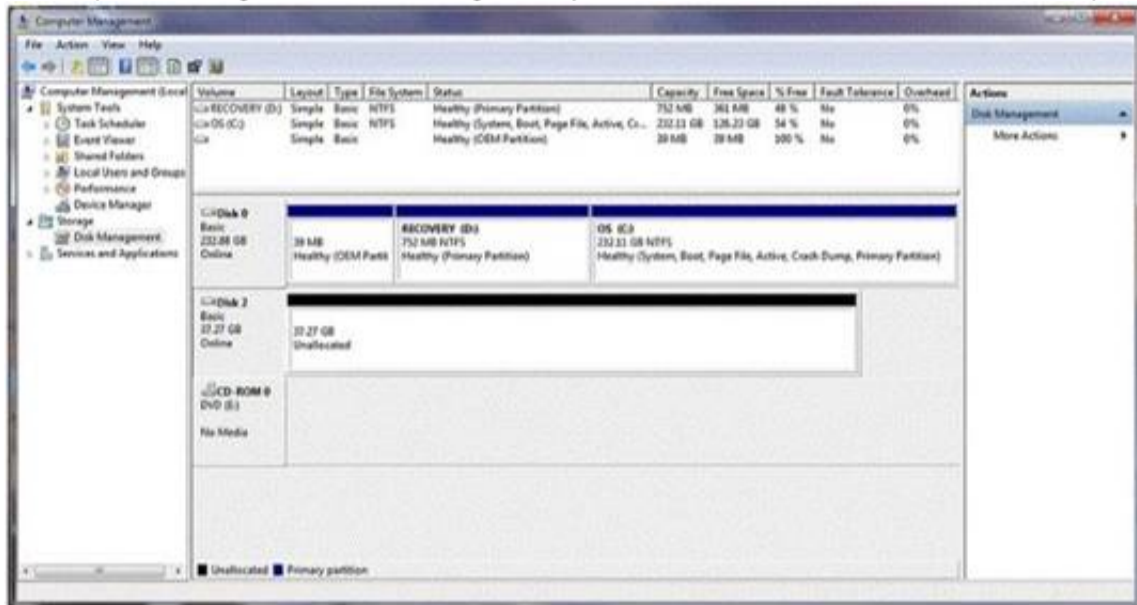 Computer Management
File Action View Help
Computer Management (Local
System Tools
Task Scheduler
Event Viewer
Shared Folders
Local Users and Groups
Performance
Device Manager
Storage
Disk Management
Services and Applications
Volume Layout Type File System Status Capacity Free Space % Free Fault Tolerance Overhead
RECOVERY (D:) Simple Basic NTFS Healthy (Primary Partition) 752 MB 361 MB 48 % No 0%
OS (C:) Simple Basic NTFS Healthy (System, Boot, Page File, Active, Cr... 232.11 GB 126.23 GB 54 % No 0%
Simple Basic Healthy (OEM Partition) 39 MB 39 MB 100 % No 0%
Disk 0
Basic
232.88 GB
Online
39 MB
Healthy (OEM Partiti
RECOVERY (D:)
752 MB NTFS
Healthy (Primary Partition)
OS (C:)
232.11 GB NTFS
Healthy (System, Boot, Page File, Active, Crash Dump, Primary Partition)
Disk 2
Basic
37.27 GB
Online
37.27 GB
Unallocated
CD-ROM 0
DVD (E:)
No Media
Unallocated Primary partition
Actions
Disk Management
More Actions